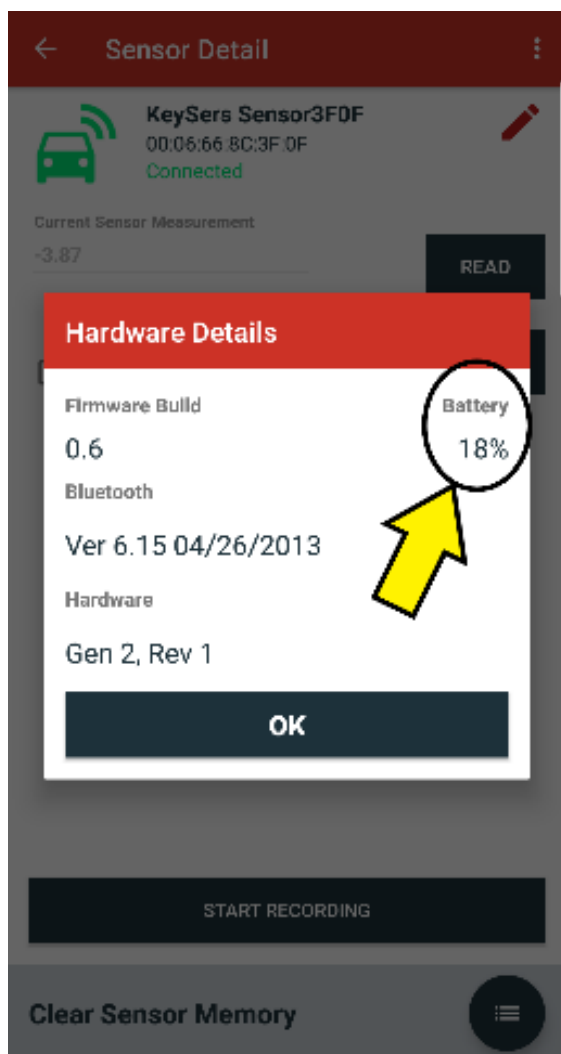 Sensor Detail
KeySers Sensor3F0F
00:06:66:8C:3F:0F
Connected
Current Sensor Measurement
-3.87
READ
Hardware Details
Firmware Build
Battery
0.6
18%
Bluetooth
Ver 6.15 04/26/2013
Hardware
Gen 2, Rev 1
OK
START RECORDING
Clear Sensor Memory